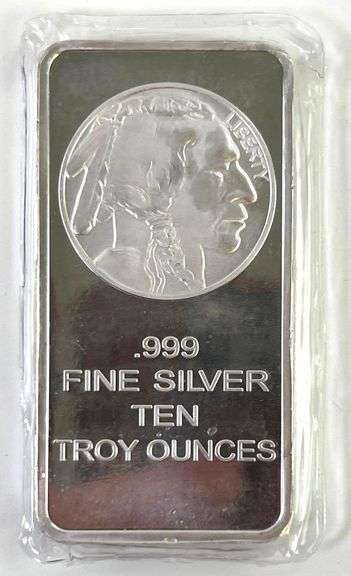 LIBERTY
.999
FINE SILVER
TEN
TROY OUNCES